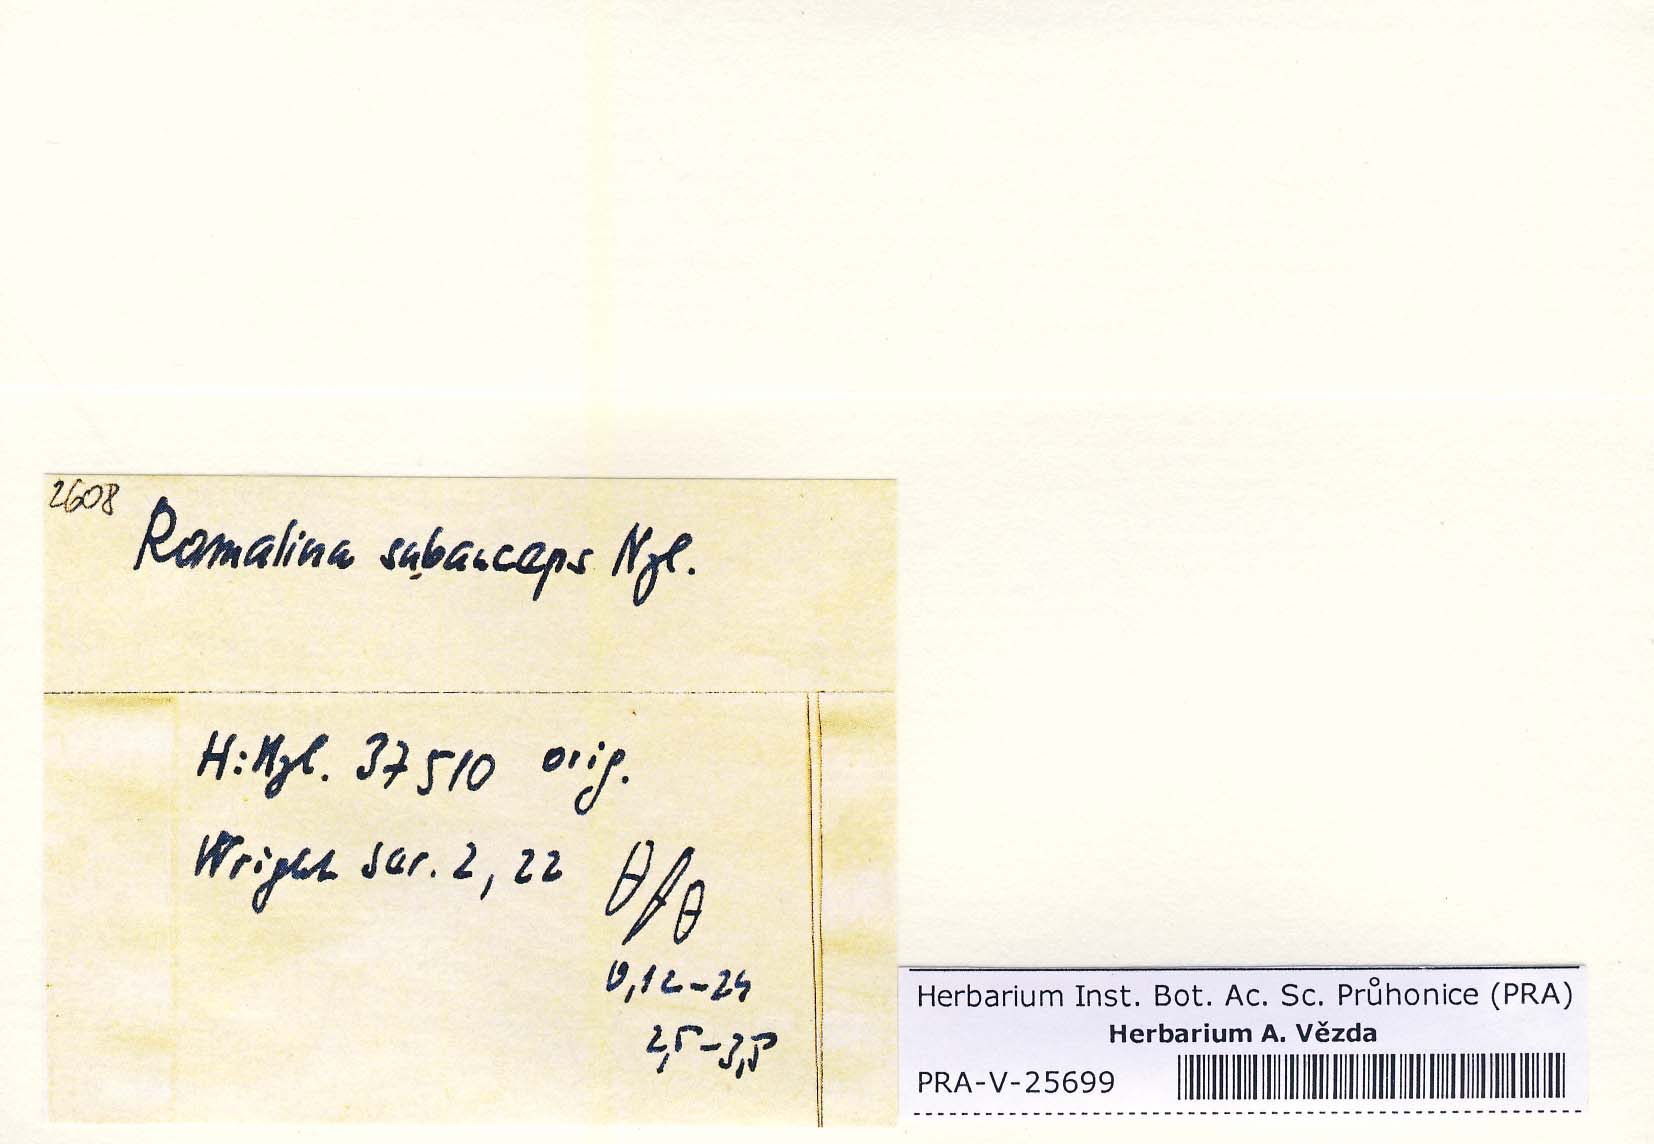 2608
Ramalina subanceps Nyl.
H: Nyl. 37510 orig.
Wright ser. 2, 22
0,12-24
2,5-3,5
Herbarium Inst. Bot. Ac. Sc. Průhonice (PRA)
Herbarium A. Vězda
PRA-V-25699